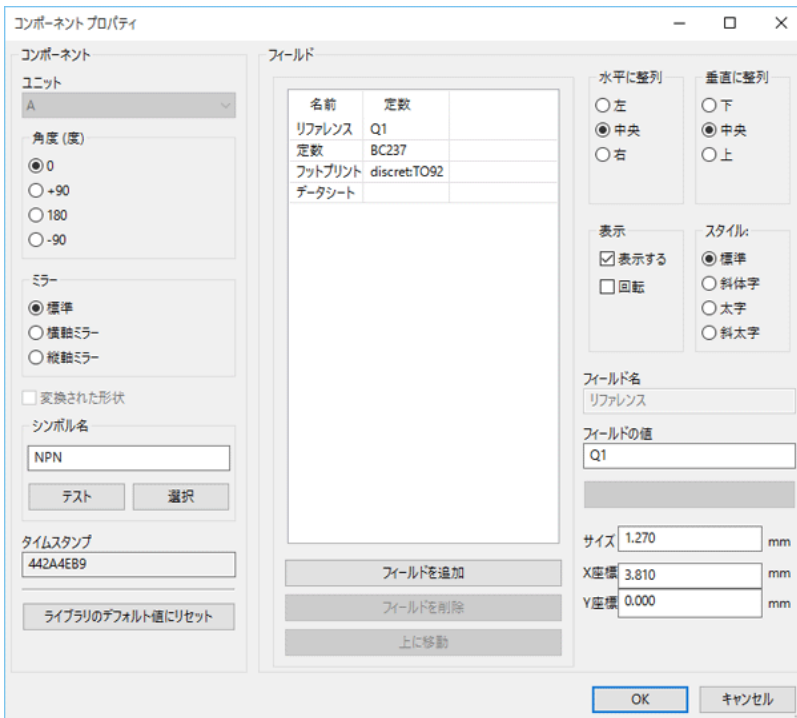 コンポーネント プロパティ
コンポーネント
ユニット
A
角度 (度)
0
+90
180
-90
ミラー
標準
横軸ミラー
縦軸ミラー
変換された形状
シンボル名
NPN
テスト 選択
タイムスタンプ
442A4EB9
ライブラリのデフォルト値にリセット
フィールド
名前 定数
リファレンス Q1
定数 BC237
フットプリント discret:TO92
データシート
フィールドを追加
フィールドを削除
上に移動
水平に整列
左
中央
右
垂直に整列
下
中央
上
表示
表示する
回転
スタイル:
標準
斜体字
太字
斜太字
フィールド名
リファレンス
フィールドの値
Q1
サイズ 1.270 mm
X座標 3.810 mm
Y座標 0.000 mm
OK キャンセル